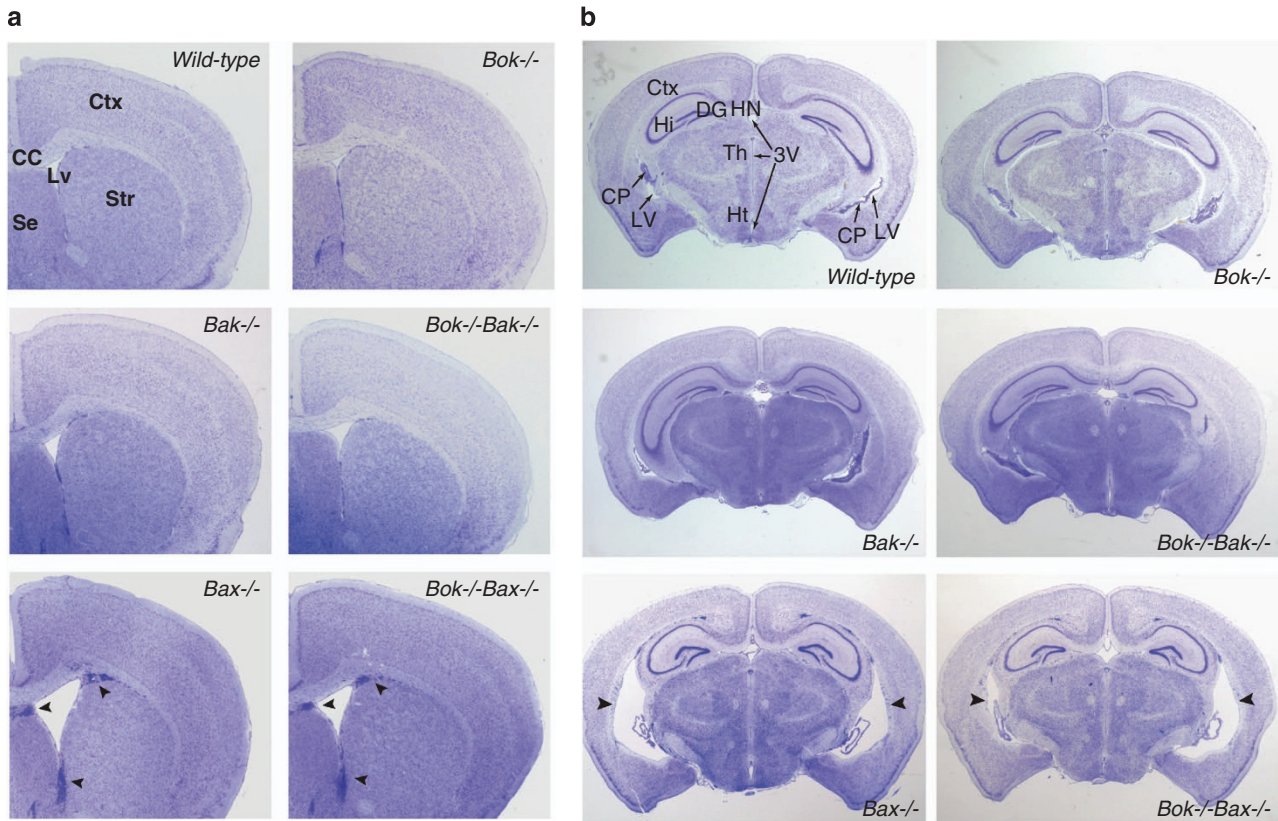 a
Wild-type
Ctx
CC
Lv
Str
Se
Bok-/-
Bak-/-
Bok-/-Bak-/-
Bax-/-
Bok-/-Bax-/-
b
Ctx
DG HN
Hi
Th
3V
CP
LV
Ht
CP LV
Wild-type
Bok-/-
Bak-/-
Bok-/-Bak-/-
Bax-/-
Bok-/-Bax-/-